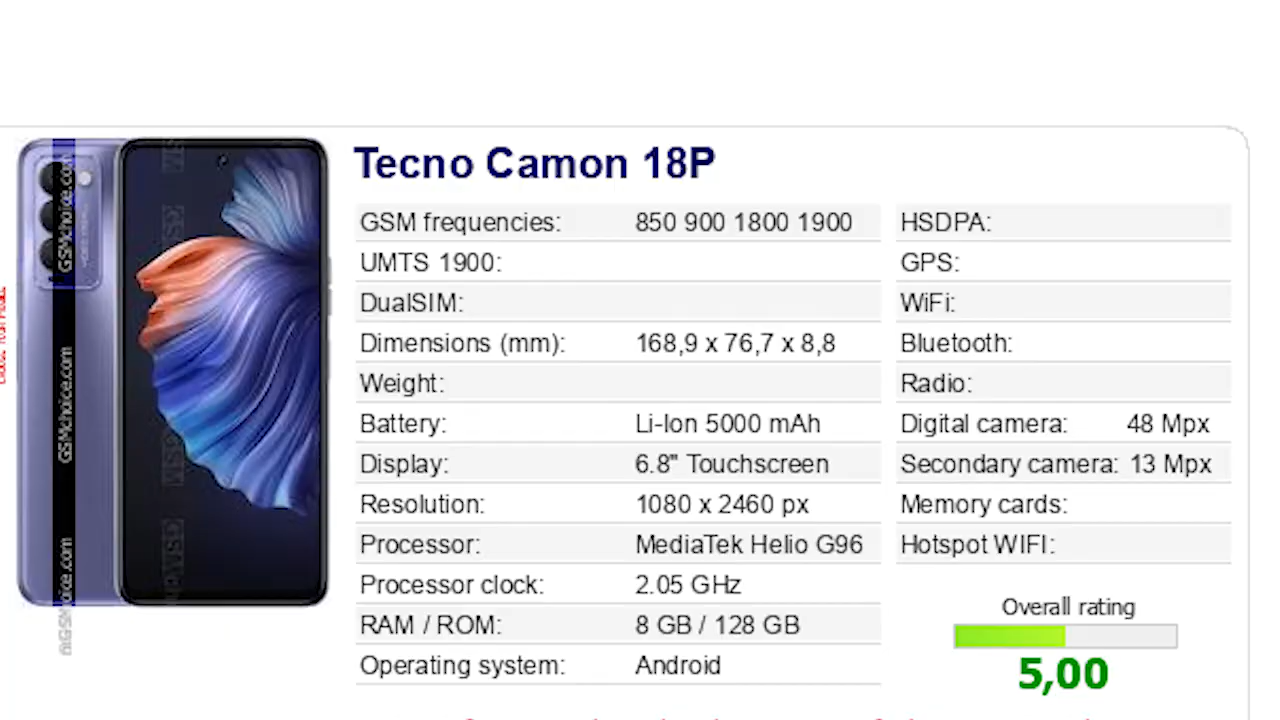 Tecno Camon 18P
GSM frequencies: 850 900 1800 1900
UMTS 1900:
DualSIM:
Dimensions (mm): 168,9 x 76,7 x 8,8
Weight:
Battery: Li-Ion 5000 mAh
Display: 6.8" Touchscreen
Resolution: 1080 x 2460 px
Processor: MediaTek Helio G96
Processor clock: 2.05 GHz
RAM / ROM: 8 GB / 128 GB
Operating system: Android
HSDPA:
GPS:
WiFi:
Bluetooth:
Radio:
Digital camera: 48 Mpx
Secondary camera: 13 Mpx
Memory cards:
Hotspot WIFI:
Overall rating
5,00
GSMchoice.com
GSMchoice.com
GSMchoice.com